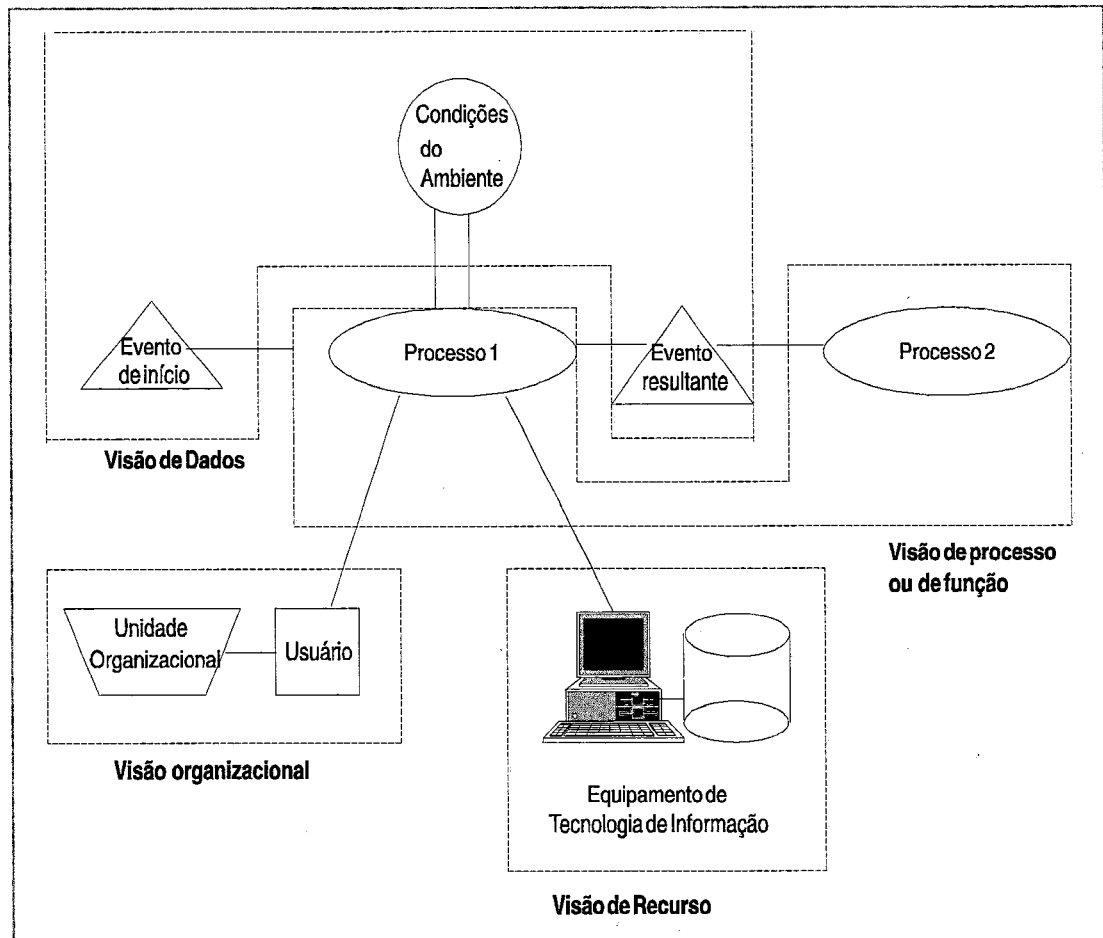 Condições
do
Ambiente
Evento
de início
Processo 1
Evento
resultante
Processo 2
Visão de Dados
Visão de processo
ou de função
Unidade
Organizacional
Usuário
Visão organizacional
Equipamento de
Tecnologia de Informação
Visão de Recurso